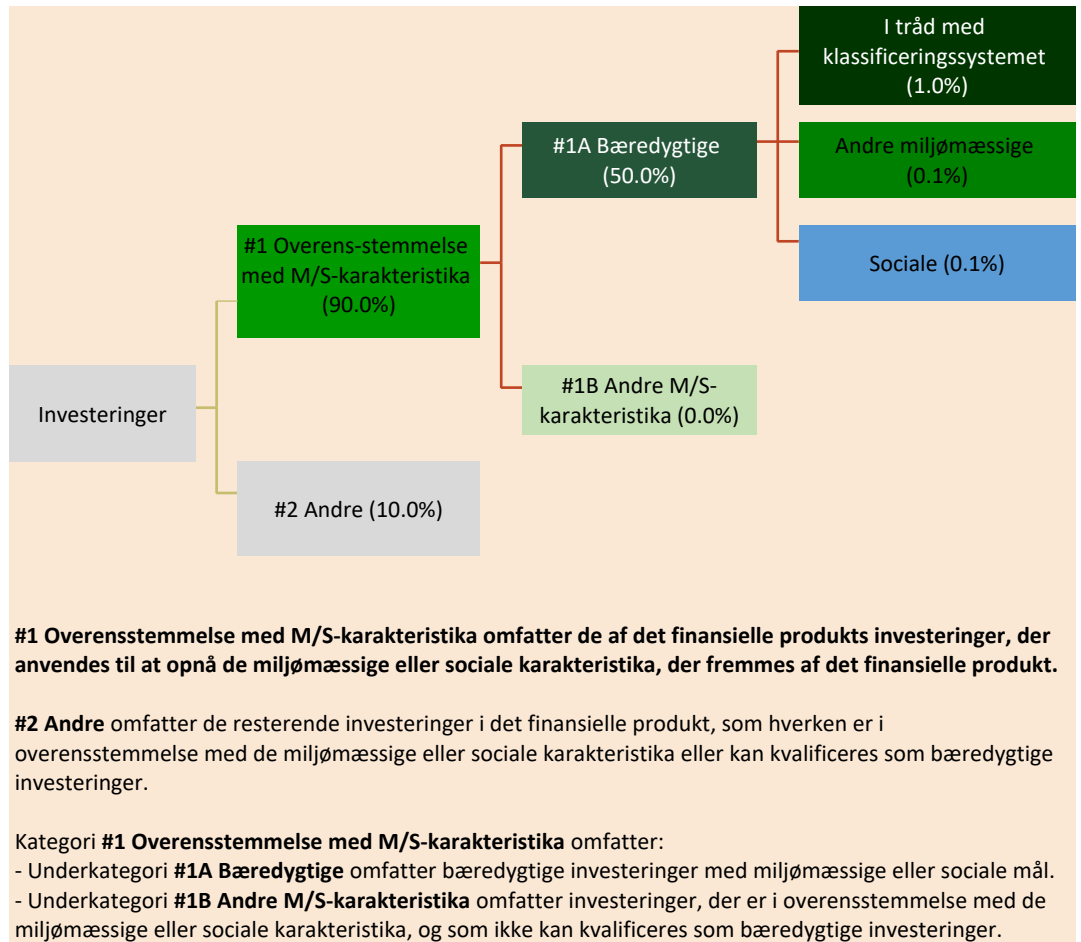 I tråd med
klassificeringssystemet
(1.0%)
#1A Bæredygtige
(50.0%)
Andre miljømæssige
(0.1%)
#1 Overens-stemmelse
med M/S-karakteristika
(90.0%)
Sociale (0.1%)
Investeringer
#1B Andre M/S-
karakteristika (0.0%)
#2 Andre (10.0%)
#1 Overensstemmelse med M/S-karakteristika omfatter de af det finansielle produkts investeringer, der
anvendes til at opnå de miljømæssige eller sociale karakteristika, der fremmes af det finansielle produkt.
#2 Andre omfatter de resterende investeringer i det finansielle produkt, som hverken er i
overensstemmelse med de miljømæssige eller sociale karakteristika eller kan kvalificeres som bæredygtige
investeringer.
Kategori #1 Overensstemmelse med M/S-karakteristika omfatter:
- Underkategori #1A Bæredygtige omfatter bæredygtige investeringer med miljømæssige eller sociale mål.
- Underkategori #1B Andre M/S-karakteristika omfatter investeringer, der er i overensstemmelse med de
miljømæssige eller sociale karakteristika, og som ikke kan kvalificeres som bæredygtige investeringer.